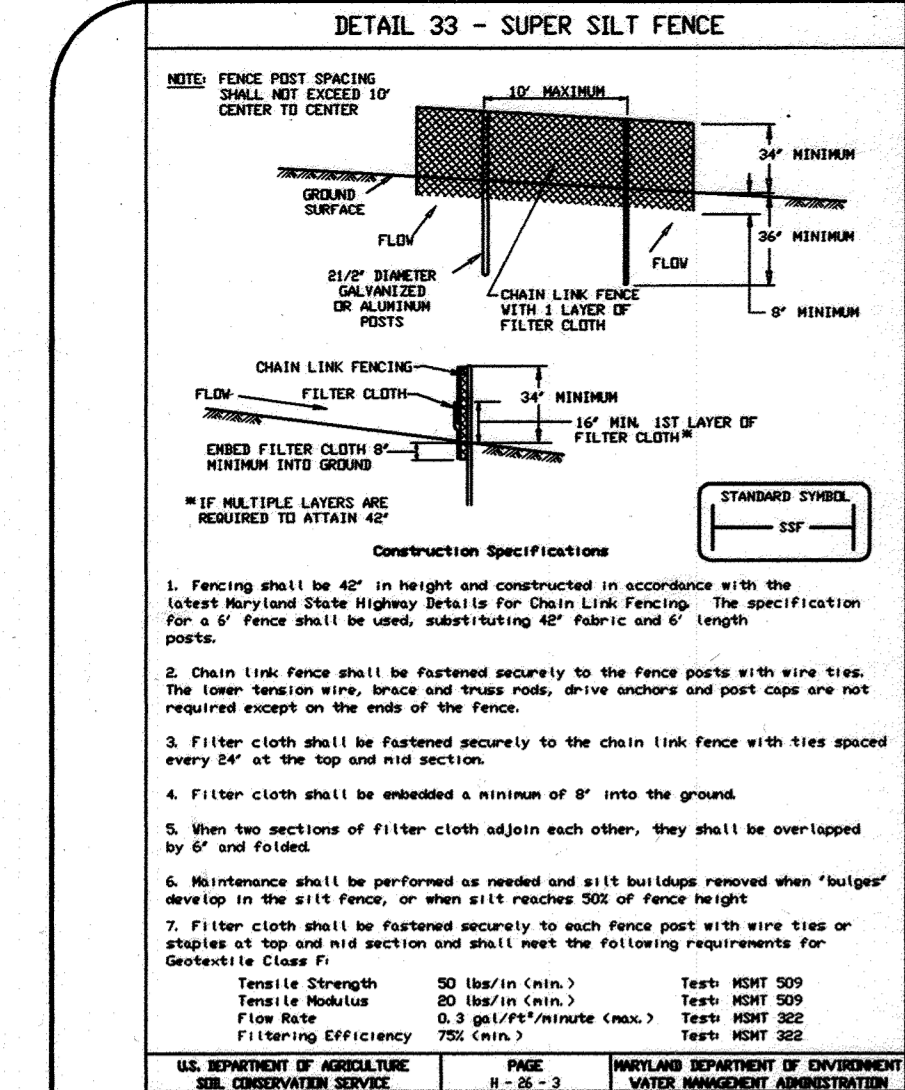 DETAIL 33 - SUPER SILT FENCE
NOTE: FENCE POST SPACING
SHALL NOT EXCEED 10'
CENTER TO CENTER
10' MAXIMUM
34" MINIMUM
GROUND
SURFACE
36" MINIMUM
FLOW
FLOW
21/2" DIAMETER
GALVANIZED
OR ALUMINUM
POSTS
CHAIN LINK FENCE
WITH 1 LAYER OF
FILTER CLOTH
8" MINIMUM
CHAIN LINK FENCING
FLOW
FILTER CLOTH
34" MINIMUM
16" MIN. 1ST LAYER OF
FILTER CLOTH*
EMBED FILTER CLOTH 8"
MINIMUM INTO GROUND
*IF MULTIPLE LAYERS ARE
REQUIRED TO ATTAIN 42"
STANDARD SYMBOL
SSF
Construction Specifications
1. Fencing shall be 42" in height and constructed in accordance with the
latest Maryland State Highway Details for Chain Link Fencing. The specification
for a 6' fence shall be used, substituting 42" fabric and 6' length
posts.
2. Chain link fence shall be fastened securely to the fence posts with wire ties.
The lower tension wire, brace and truss rods, drive anchors and post caps are not
required except on the ends of the fence.
3. Filter cloth shall be fastened securely to the chain link fence with ties spaced
every 24" at the top and mid section.
4. Filter cloth shall be embedded a minimum of 8" into the ground.
5. When two sections of filter cloth adjoin each other, they shall be overlapped
by 6" and folded.
6. Maintenance shall be performed as needed and silt buildups removed when "bulges"
develop in the silt fence, or when silt reaches 50% of fence height
7. Filter cloth shall be fastened securely to each fence post with wire ties or
staples at top and mid section and shall meet the following requirements for
Geotextile Class F:
Tensile Strength 50 lbs/in (min.) Test: MSMT 509
Tensile Modulus 20 lbs/in (min.) Test: MSMT 509
Flow Rate 0.3 gal/ft²/minute (max.) Test: MSMT 322
Filtering Efficiency 75% (min.) Test: MSMT 322
U.S. DEPARTMENT OF AGRICULTURE
SOIL CONSERVATION SERVICE
PAGE
H - 26 - 3
MARYLAND DEPARTMENT OF ENVIRONMENT
WATER MANAGEMENT ADMINISTRATION